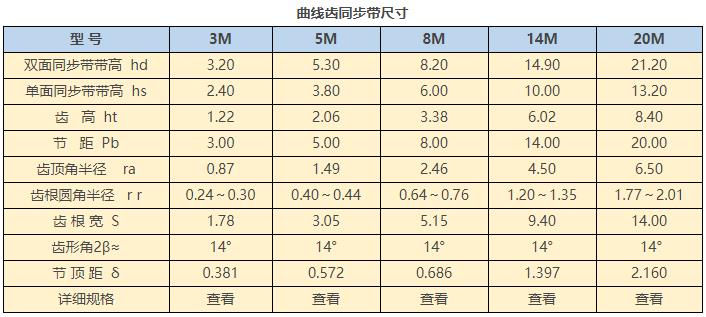 曲线齿同步带尺寸
型 号 3M 5M 8M 14M 20M
双面同步带带高 hd 3.20 5.30 8.20 14.90 21.20
单面同步带带高 hs 2.40 3.80 6.00 10.00 13.20
齿 高 ht 1.22 2.06 3.38 6.02 8.40
节 距 Pb 3.00 5.00 8.00 14.00 20.00
齿顶角半径 ra 0.87 1.49 2.46 4.50 6.50
齿根圆角半径 r r 0.24~0.30 0.40~0.44 0.64~0.76 1.20~1.35 1.77~2.01
齿 根 宽 S 1.78 3.05 5.15 9.40 14.00
齿形角2β≈ 14° 14° 14° 14° 14°
节 顶 距 δ 0.381 0.572 0.686 1.397 2.160
详细规格 查看 查看 查看 查看 查看